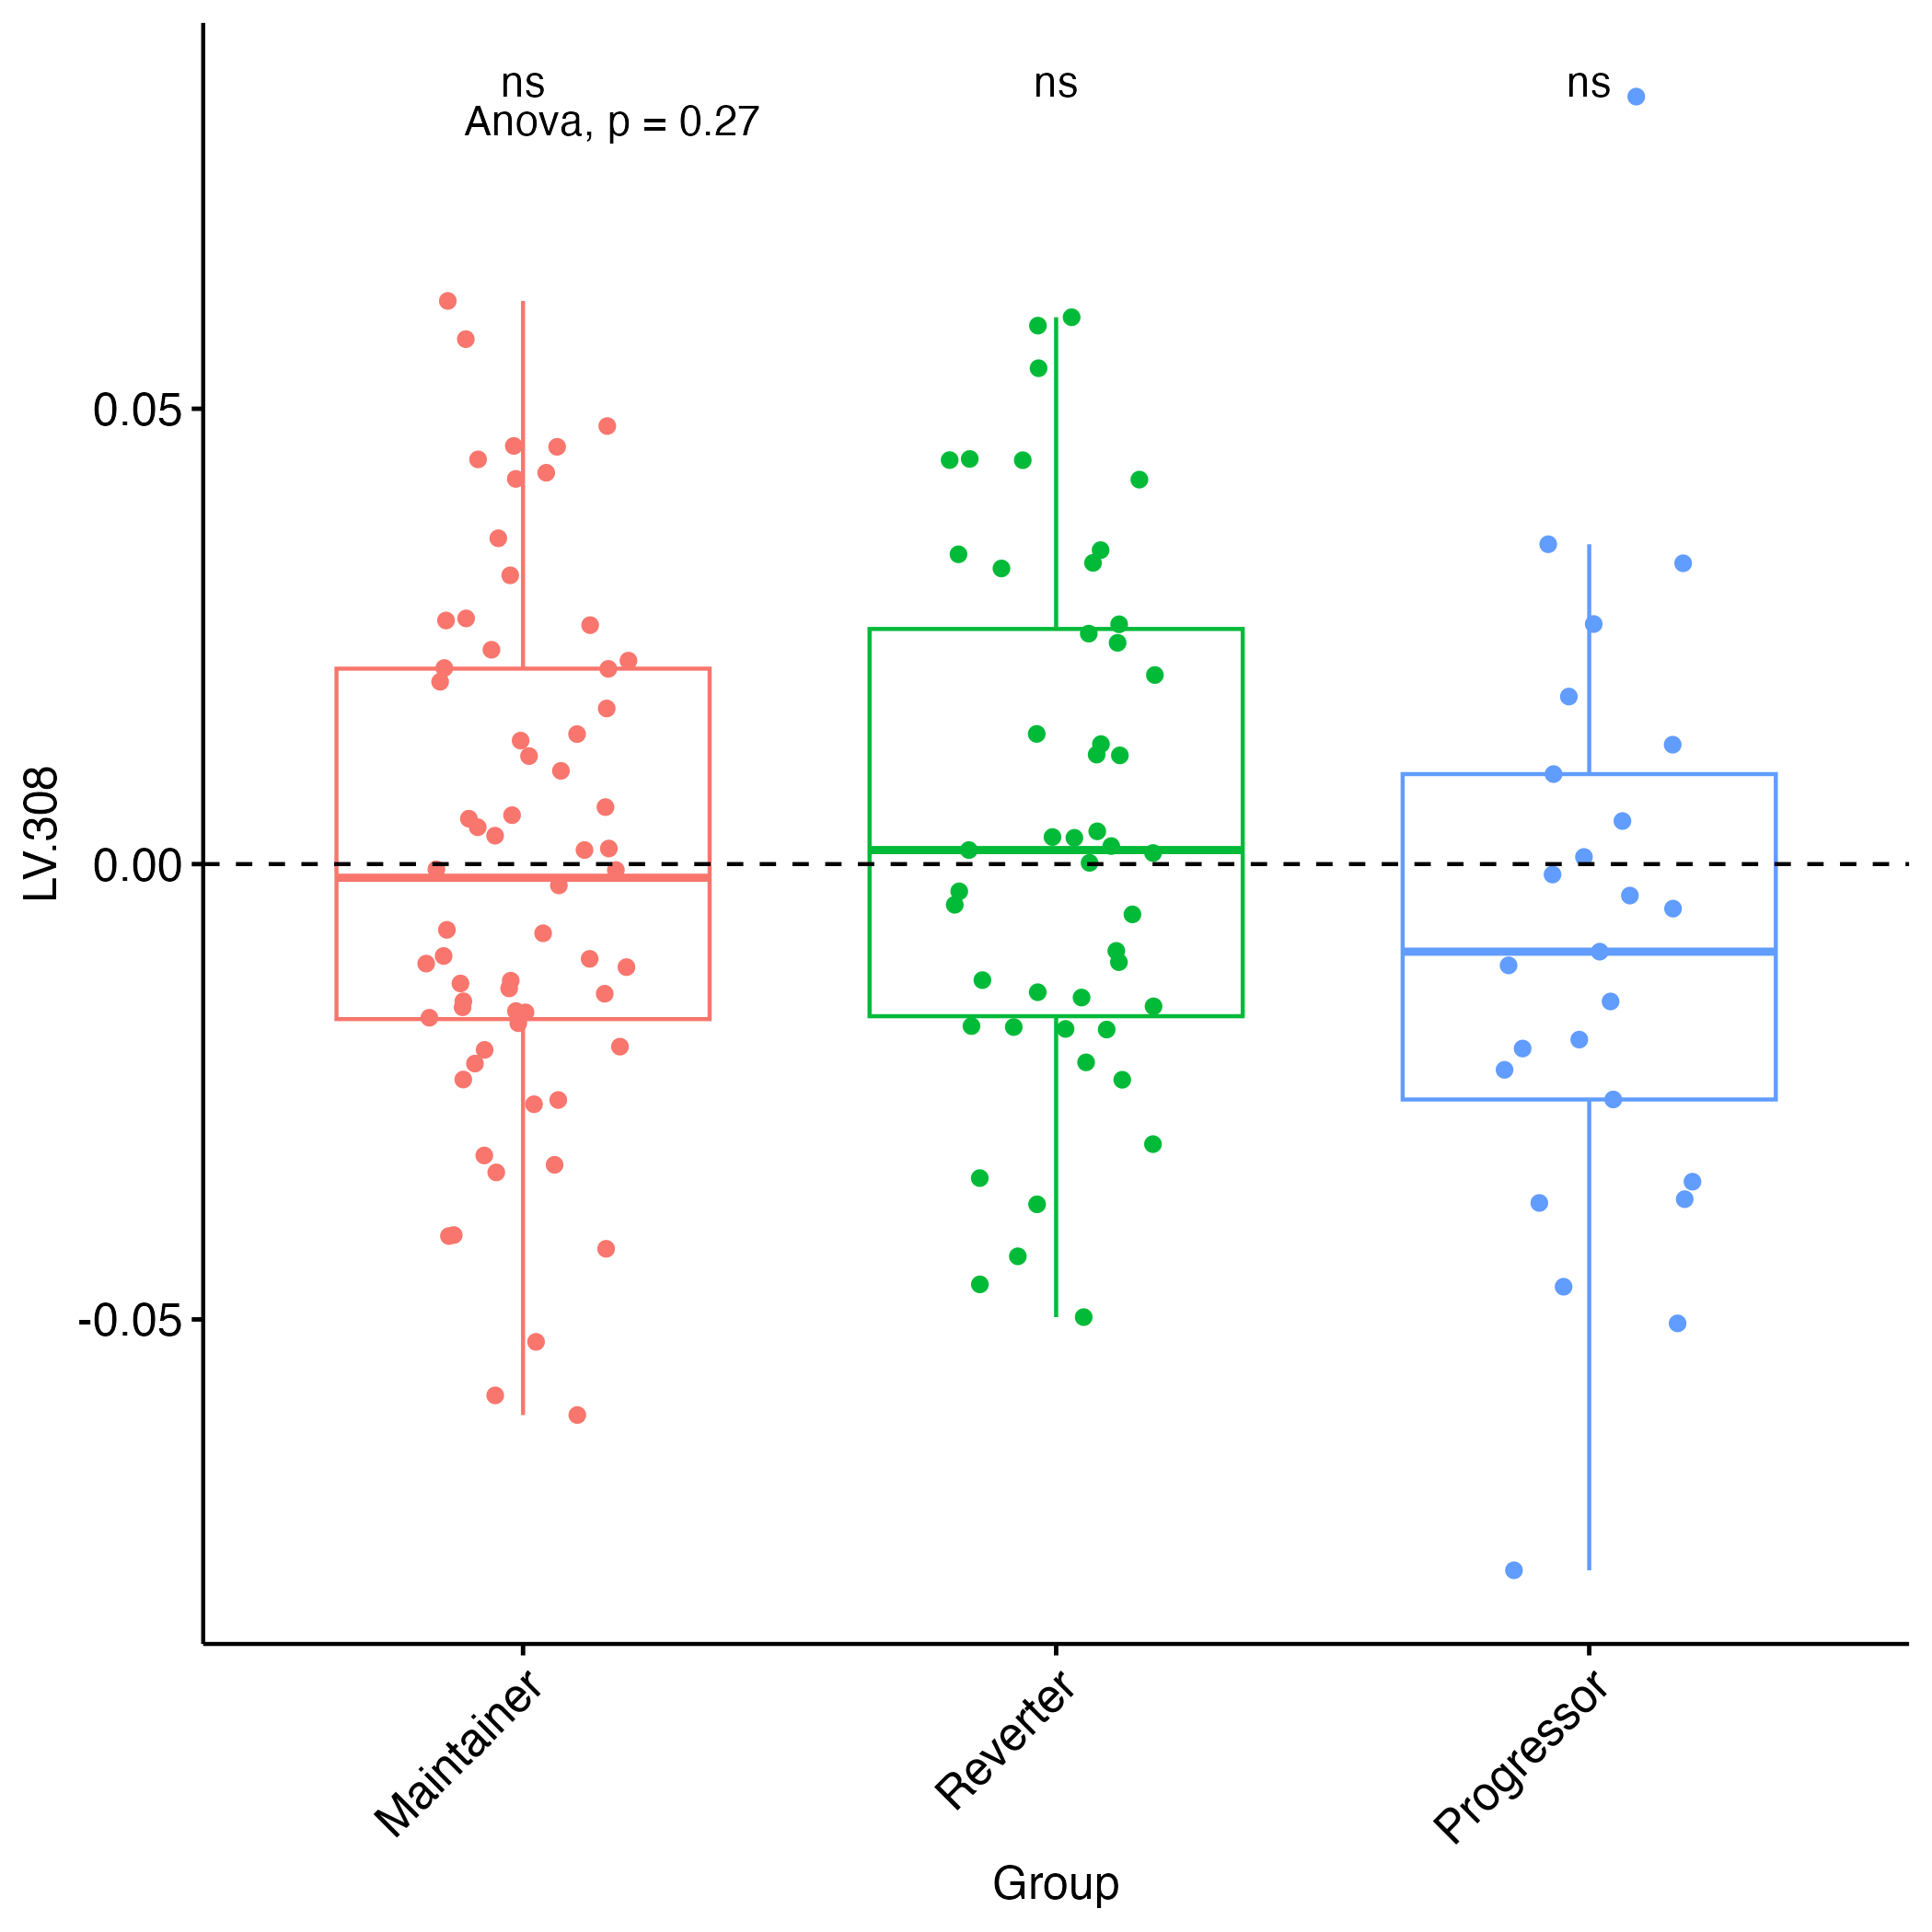 ns ns ns
Anova, p = 0.27
0.05
0.00
-0.05
LV.308
Maintainer Reverter Progressor
Group